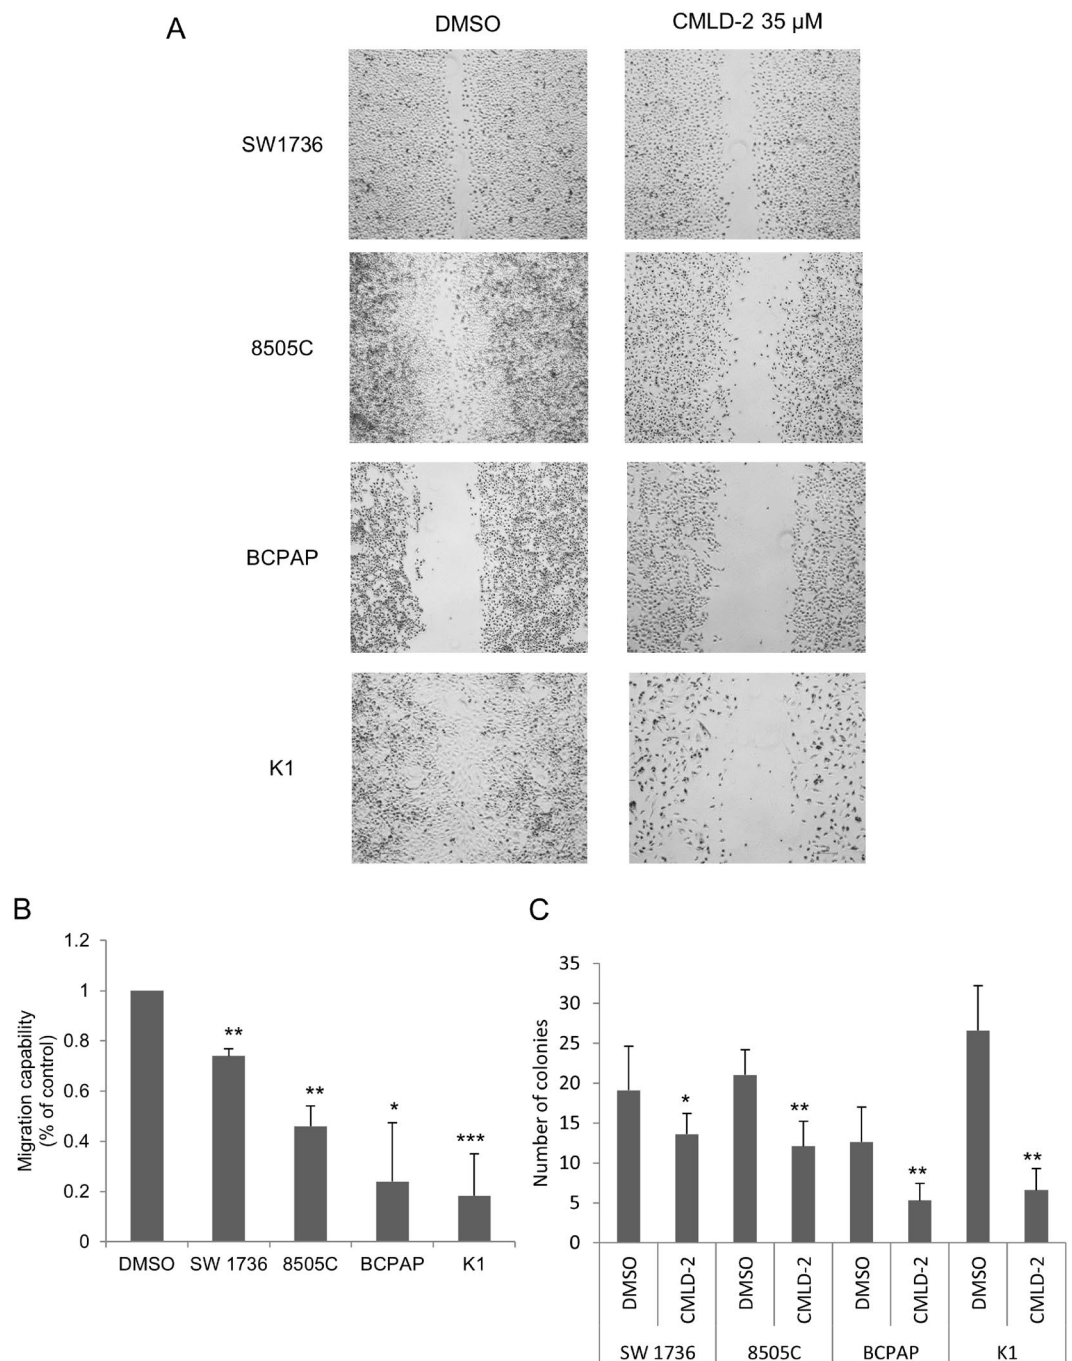 A
DMSO
CMLD-2 35 µM
SW1736
8505C
BCPAP
K1
B
Migration capability
(% of control)
1.2
1
0.8
0.6
0.4
0.2
0
**
**
*
***
DMSO
SW 1736
8505C
BCPAP
K1
C
Number of colonies
35
30
25
20
15
10
5
0
*
**
**
**
DMSO
CMLD-2
DMSO
CMLD-2
DMSO
CMLD-2
DMSO
CMLD-2
SW 1736
8505C
BCPAP
K1